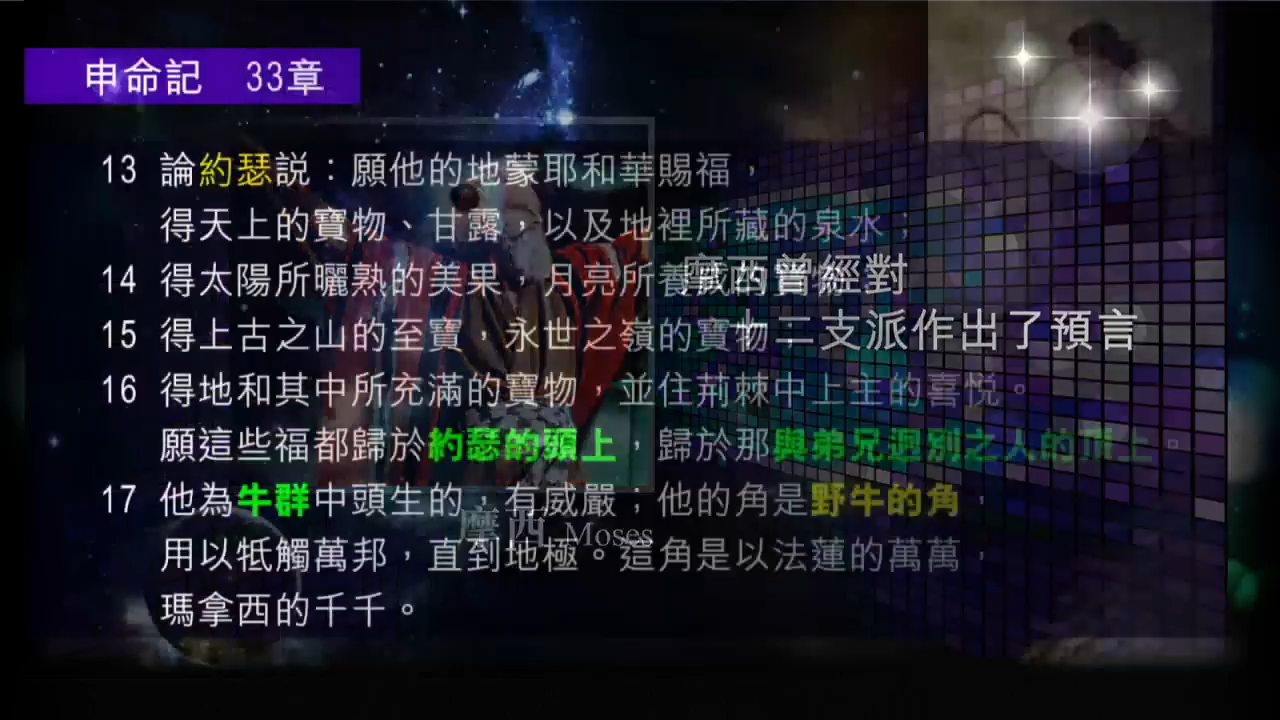 申命記 33章
13 論約瑟説：願他的地蒙耶和華賜福，
得天上的寶物、甘露，以及地裡所藏的泉水；
14 得太陽所曬熟的美果，月亮所養成的寶物；
摩西曾經對
15 得上古之山的至寶，永世之嶺的寶物；
十二支派作出了預言
16 得地和其中所充滿的寶物，並住荊棘中上主的喜悦。
願這些福都歸於約瑟的頭上，歸於那與弟兄迥別之人的頂上。
17 他為牛群中頭生的，有威嚴；他的角是野牛的角，
摩西 Moses
用以牴觸萬邦，直到地極。這角是以法蓮的萬萬，
瑪拿西的千千。